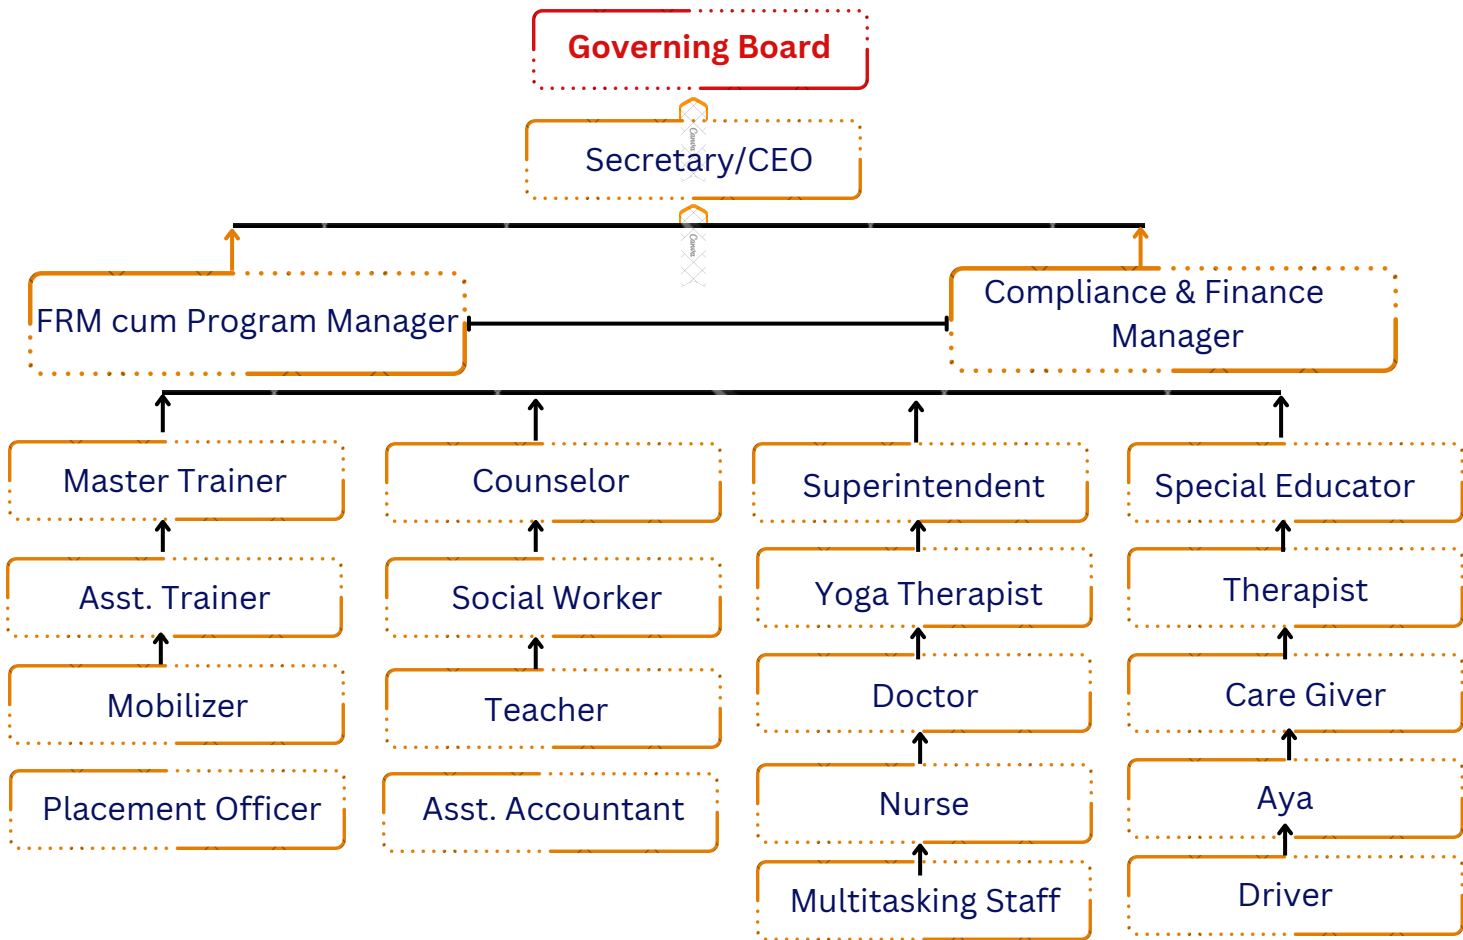 Governing Board
Canva
Secretary/CEO
Canva
FRM cum Program Manager
Compliance & Finance
Manager
Master Trainer
Counselor
Superintendent
Special Educator
Asst. Trainer
Social Worker
Yoga Therapist
Therapist
Mobilizer
Teacher
Doctor
Care Giver
Placement Officer
Asst. Accountant
Nurse
Aya
Multitasking Staff
Driver